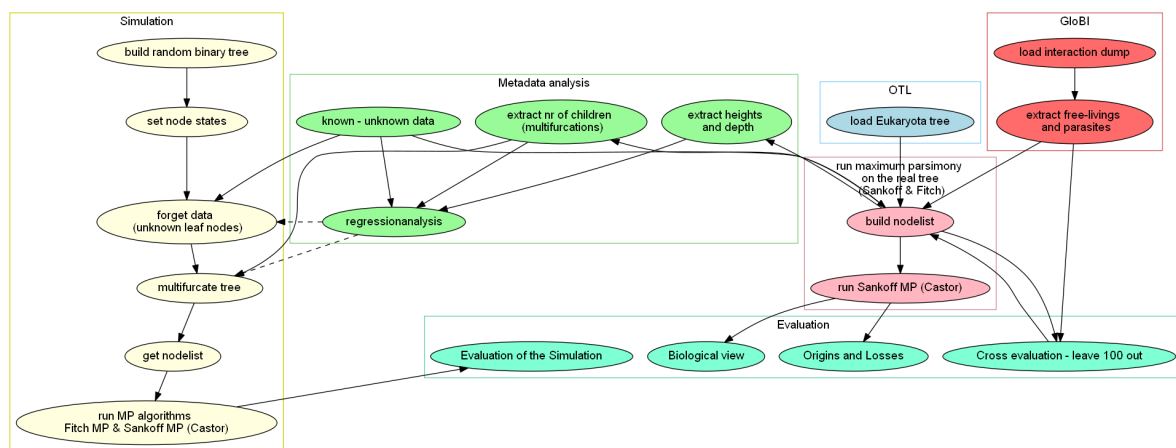 Simulation
build random binary tree
set node states
forget data
(unknown leaf nodes)
multifurcate tree
get nodelist
run MP algorithms
Fitch MP & Sankoff MP (Castor)
Metadata analysis
known - unknown data
extract nr of children
(multifurcations)
extract heights
and depth
regressionanalysis
OTL
load Eukaryota tree
GloBI
load interaction dump
extract free-livings
and parasites
run maximum parsimony
on the real tree
(Sankoff & Fitch)
build nodelist
run Sankoff MP (Castor)
Evaluation
Evaluation of the Simulation
Biological view
Origins and Losses
Cross evaluation - leave 100 out